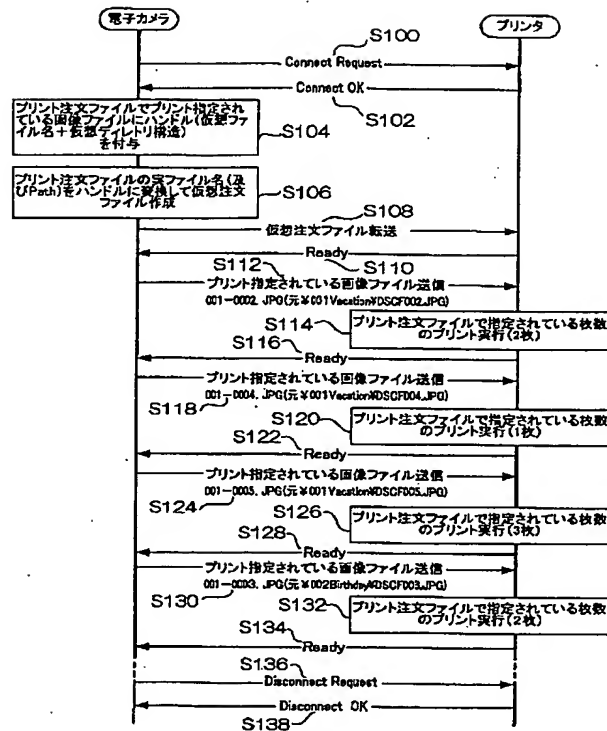 電子カメラ
プリンタ
S100
Connect Request
Connect OK
S102
プリント注文ファイルでプリント指定され
ている画像ファイルにハンドル(仮想ファ
イル名+仮想ディレトリ構造)
を付与
S104
プリント注文ファイルの実ファイル名(及
びPath)をハンドルに変換して仮想注文
ファイル作成
S106
S108
仮想注文ファイル転送
Ready
S110
S112
プリント指定されている画像ファイル送信
001-0002.JPG(元¥001Vacation¥DSCF002.JPG)
S114
プリント注文ファイルで指定されている枚数
のプリント実行(2枚)
S116
Ready
プリント指定されている画像ファイル送信
001-0004.JPG(元¥001Vacation¥DSCF004.JPG)
S118
S120
プリント注文ファイルで指定されている枚数
のプリント実行(1枚)
S122
Ready
プリント指定されている画像ファイル送信
001-0005.JPG(元¥001Vacation¥DSCF005.JPG)
S124
S126
プリント注文ファイルで指定されている枚数
のプリント実行(3枚)
S128
Ready
プリント指定されている画像ファイル送信
001-0003.JPG(元¥002Birthday¥DSCF003.JPG)
S130
S132
プリント注文ファイルで指定されている枚数
のプリント実行(2枚)
S134
Ready
S136
Disconnect Request
Disconnect OK
S138